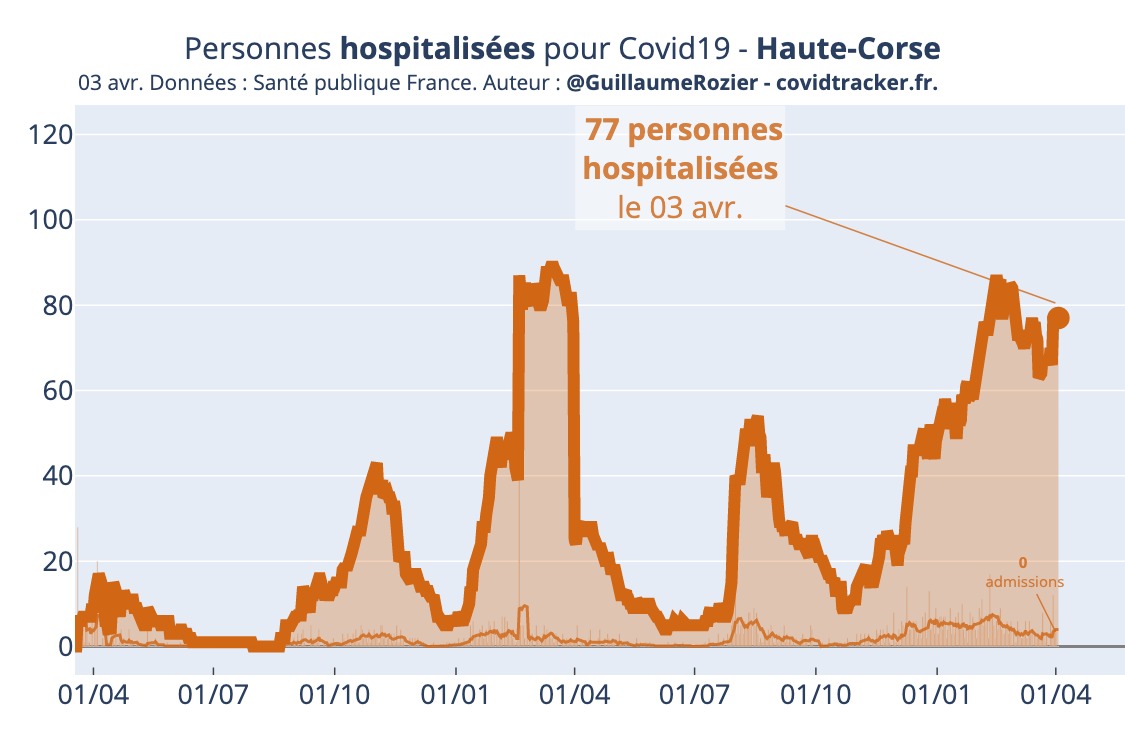 Personnes hospitalisées pour Covid19 - Haute-Corse
03 avr. Données : Santé publique France. Auteur : @GuillaumeRozier - covidtracker.fr.
120
77 personnes
hospitalisées
le 03 avr.
100
80
60
40
20
0
0
admissions
01/04
01/07
01/10
01/01
01/04
01/07
01/10
01/01
01/04